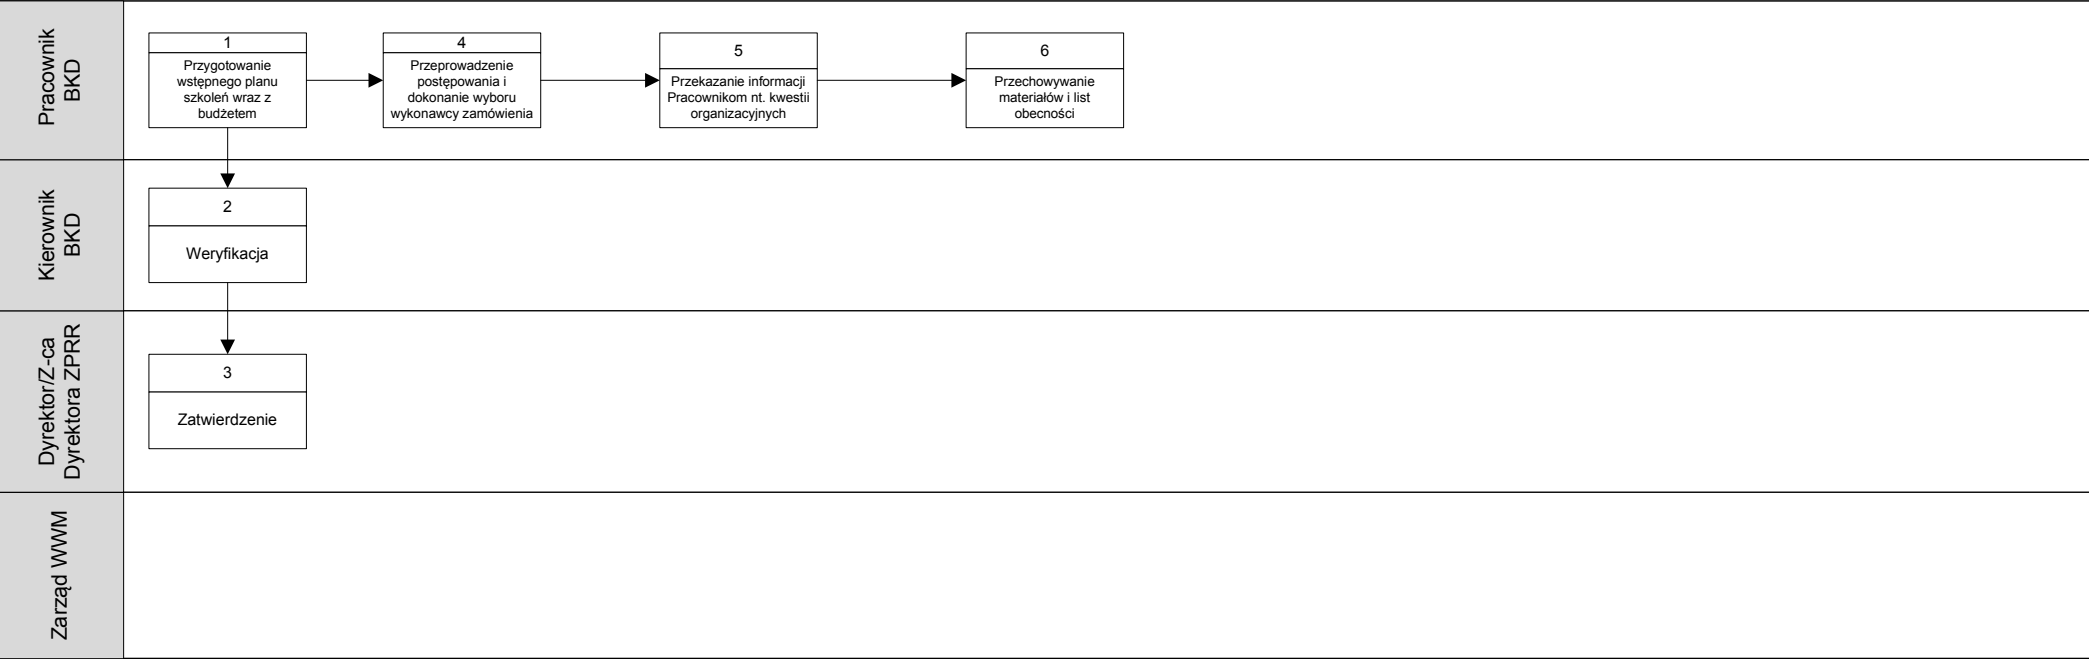 Pracownik
BKD
1
Przygotowanie
wstępnego planu
szkoleń wraz z
budżetem
4
Przeprowadzenie
postępowania i
dokonanie wyboru
wykonawcy zamówienia
5
Przekazanie informacji
Pracownikom nt. kwestii
organizacyjnych
6
Przechowywanie
materiałów i list
obecności
Kierownik
BKD
2
Weryfikacja
Dyrektor/Z-ca
Dyrektora ZPRR
3
Zatwierdzenie
Zarząd WWM